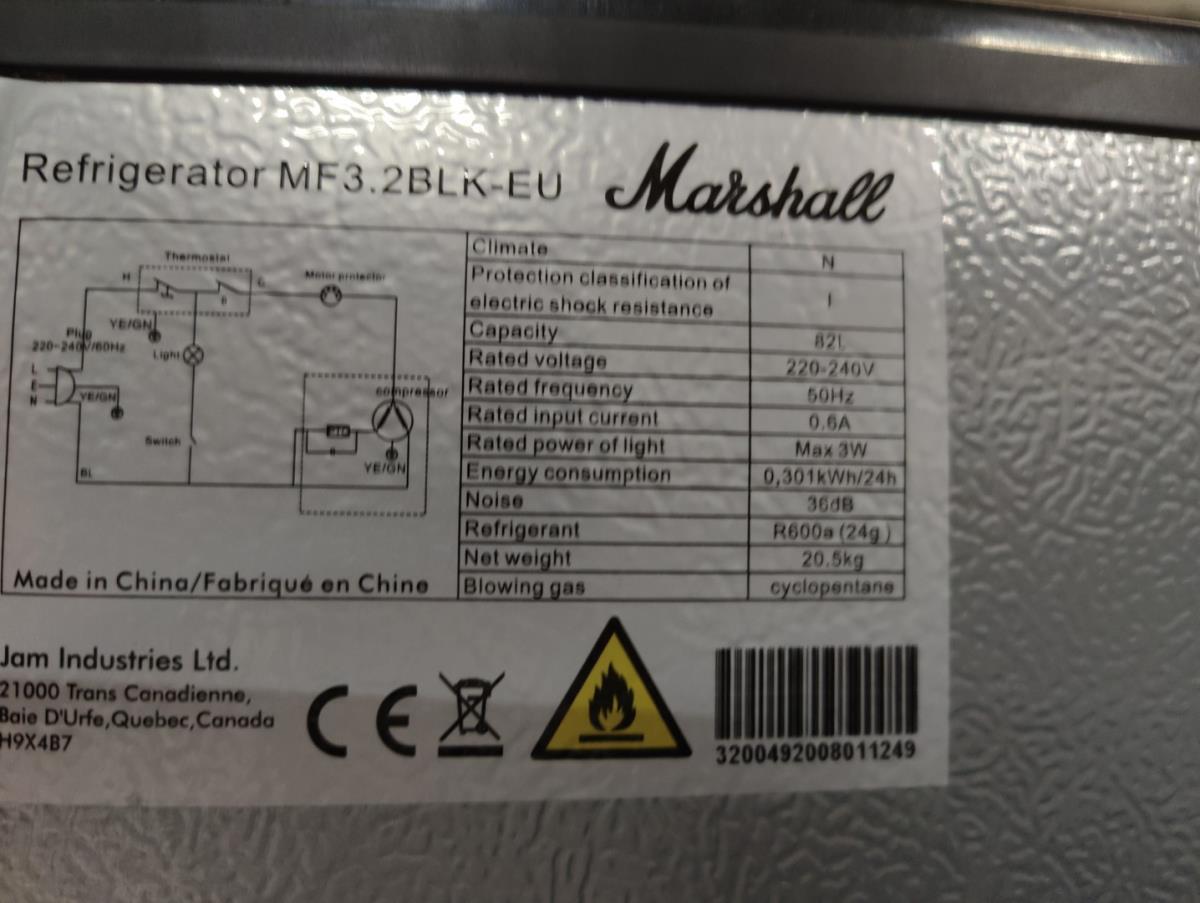 Refrigerator MF3.2BLK-EU
Marshall
Thermostat
H
C
B
Motor protector
YE/GN
Plug
220-240V/60Hz
Light
L
E
N
YE/GN
compressor
PTC
R
YE/GN
Switch
BL
Made in China/Fabriqué en Chine
Climate N
Protection classification of
electric shock resistance I
Capacity 82L
Rated voltage 220-240V
Rated frequency 50Hz
Rated input current 0.6A
Rated power of light Max 3W
Energy consumption 0,301kWh/24h
Noise 36dB
Refrigerant R600a (24g)
Net weight 20.5kg
Blowing gas cyclopentane
Jam Industries Ltd.
21000 Trans Canadienne,
Baie D'Urfe,Quebec,Canada
H9X4B7
CE
3200492008011249